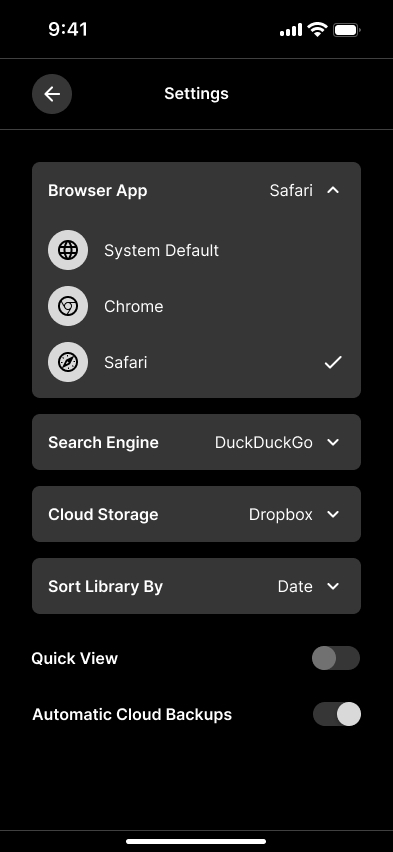 9:41
Settings
Browser App Safari
System Default
Chrome
Safari
Search Engine DuckDuckGo
Cloud Storage Dropbox
Sort Library By Date
Quick View
Automatic Cloud Backups